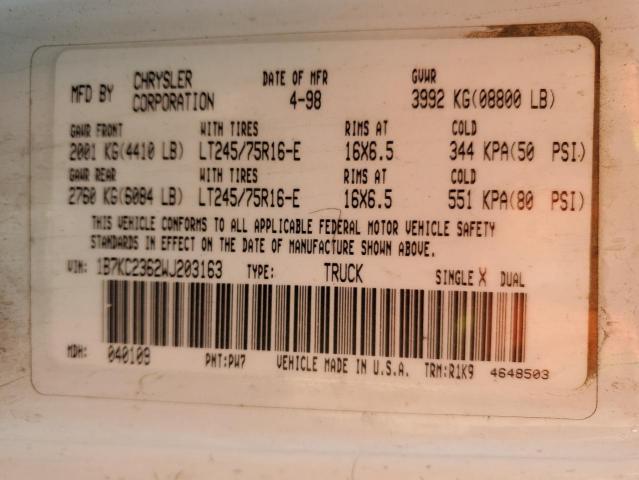 MFD BY CHRYSLER CORPORATION DATE OF MFR 4-98 GVWR 3992 KG(08800 LB)
GAWR FRONT WITH TIRES RIMS AT COLD
2001 KG(4410 LB) LT245/75R16-E 16X6.5 344 KPA(50 PSI)
GAWR REAR WITH TIRES RIMS AT COLD
2760 KG(6084 LB) LT245/75R16-E 16X6.5 551 KPA(80 PSI)
THIS VEHICLE CONFORMS TO ALL APPLICABLE FEDERAL MOTOR VEHICLE SAFETY
STANDARDS IN EFFECT ON THE DATE OF MANUFACTURE SHOWN ABOVE.
VIN: 1B7KC2362WJ203163 TYPE: TRUCK SINGLE X DUAL
MDH: 040109 PNT:PW7 VEHICLE MADE IN U.S.A. TRM:R1K9 4648503